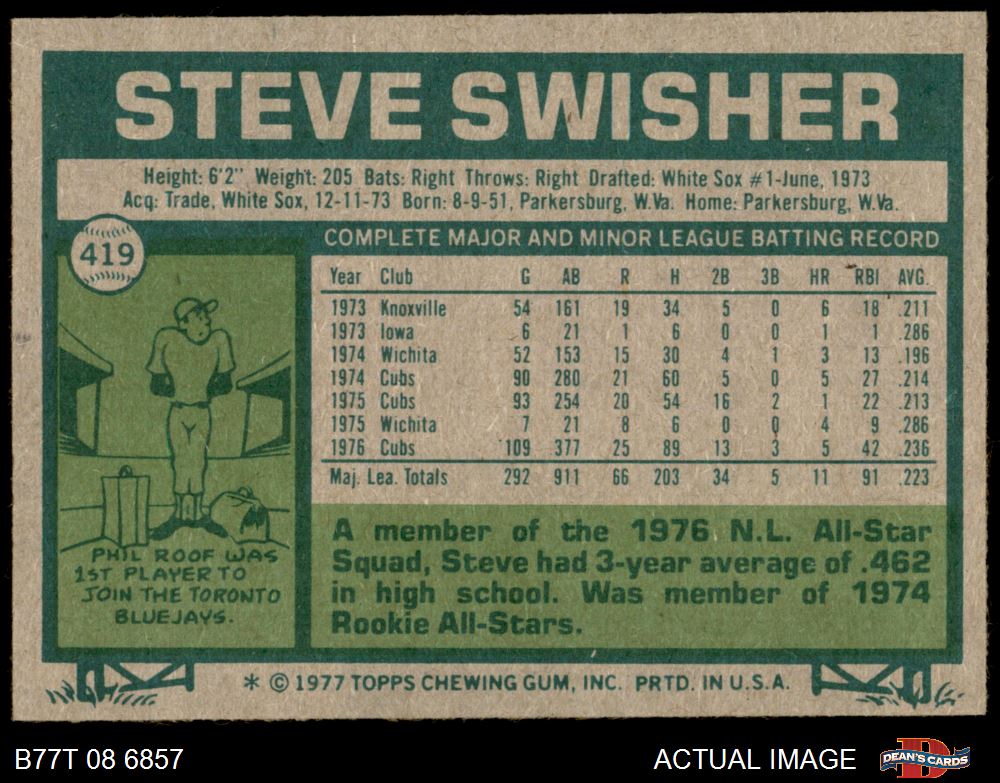 STEVE SWISHER
Height: 6'2" Weight: 205 Bats: Right Throws: Right Drafted: White Sox #1-June, 1973
Acq: Trade, White Sox, 12-11-73 Born: 8-9-51, Parkersburg, W.Va. Home: Parkersburg, W.Va.
419
COMPLETE MAJOR AND MINOR LEAGUE BATTING RECORD
Year Club G AB R H 2B 3B HR RBI AVG.
1973 Knoxville 54 161 19 34 5 0 6 18 .211
1973 Iowa 6 21 1 6 0 0 1 1 .286
1974 Wichita 52 153 15 30 4 1 3 13 .196
1974 Cubs 90 280 21 60 5 0 5 27 .214
1975 Cubs 93 254 20 54 16 2 1 22 .213
1975 Wichita 7 21 8 6 0 0 4 9 .286
1976 Cubs 109 377 25 89 13 3 5 42 .236
Maj. Lea. Totals 292 911 66 203 34 5 11 91 .223
PHIL ROOF WAS
1ST PLAYER TO
JOIN THE TORONTO
BLUEJAYS.
A member of the 1976 N.L. All-Star
Squad, Steve had 3-year average of .462
in high school. Was member of 1974
Rookie All-Stars.
* © 1977 TOPPS CHEWING GUM, INC. PRTD. IN U.S.A.
B77T 08 6857
ACTUAL IMAGE
D
DEAN'S CARDS